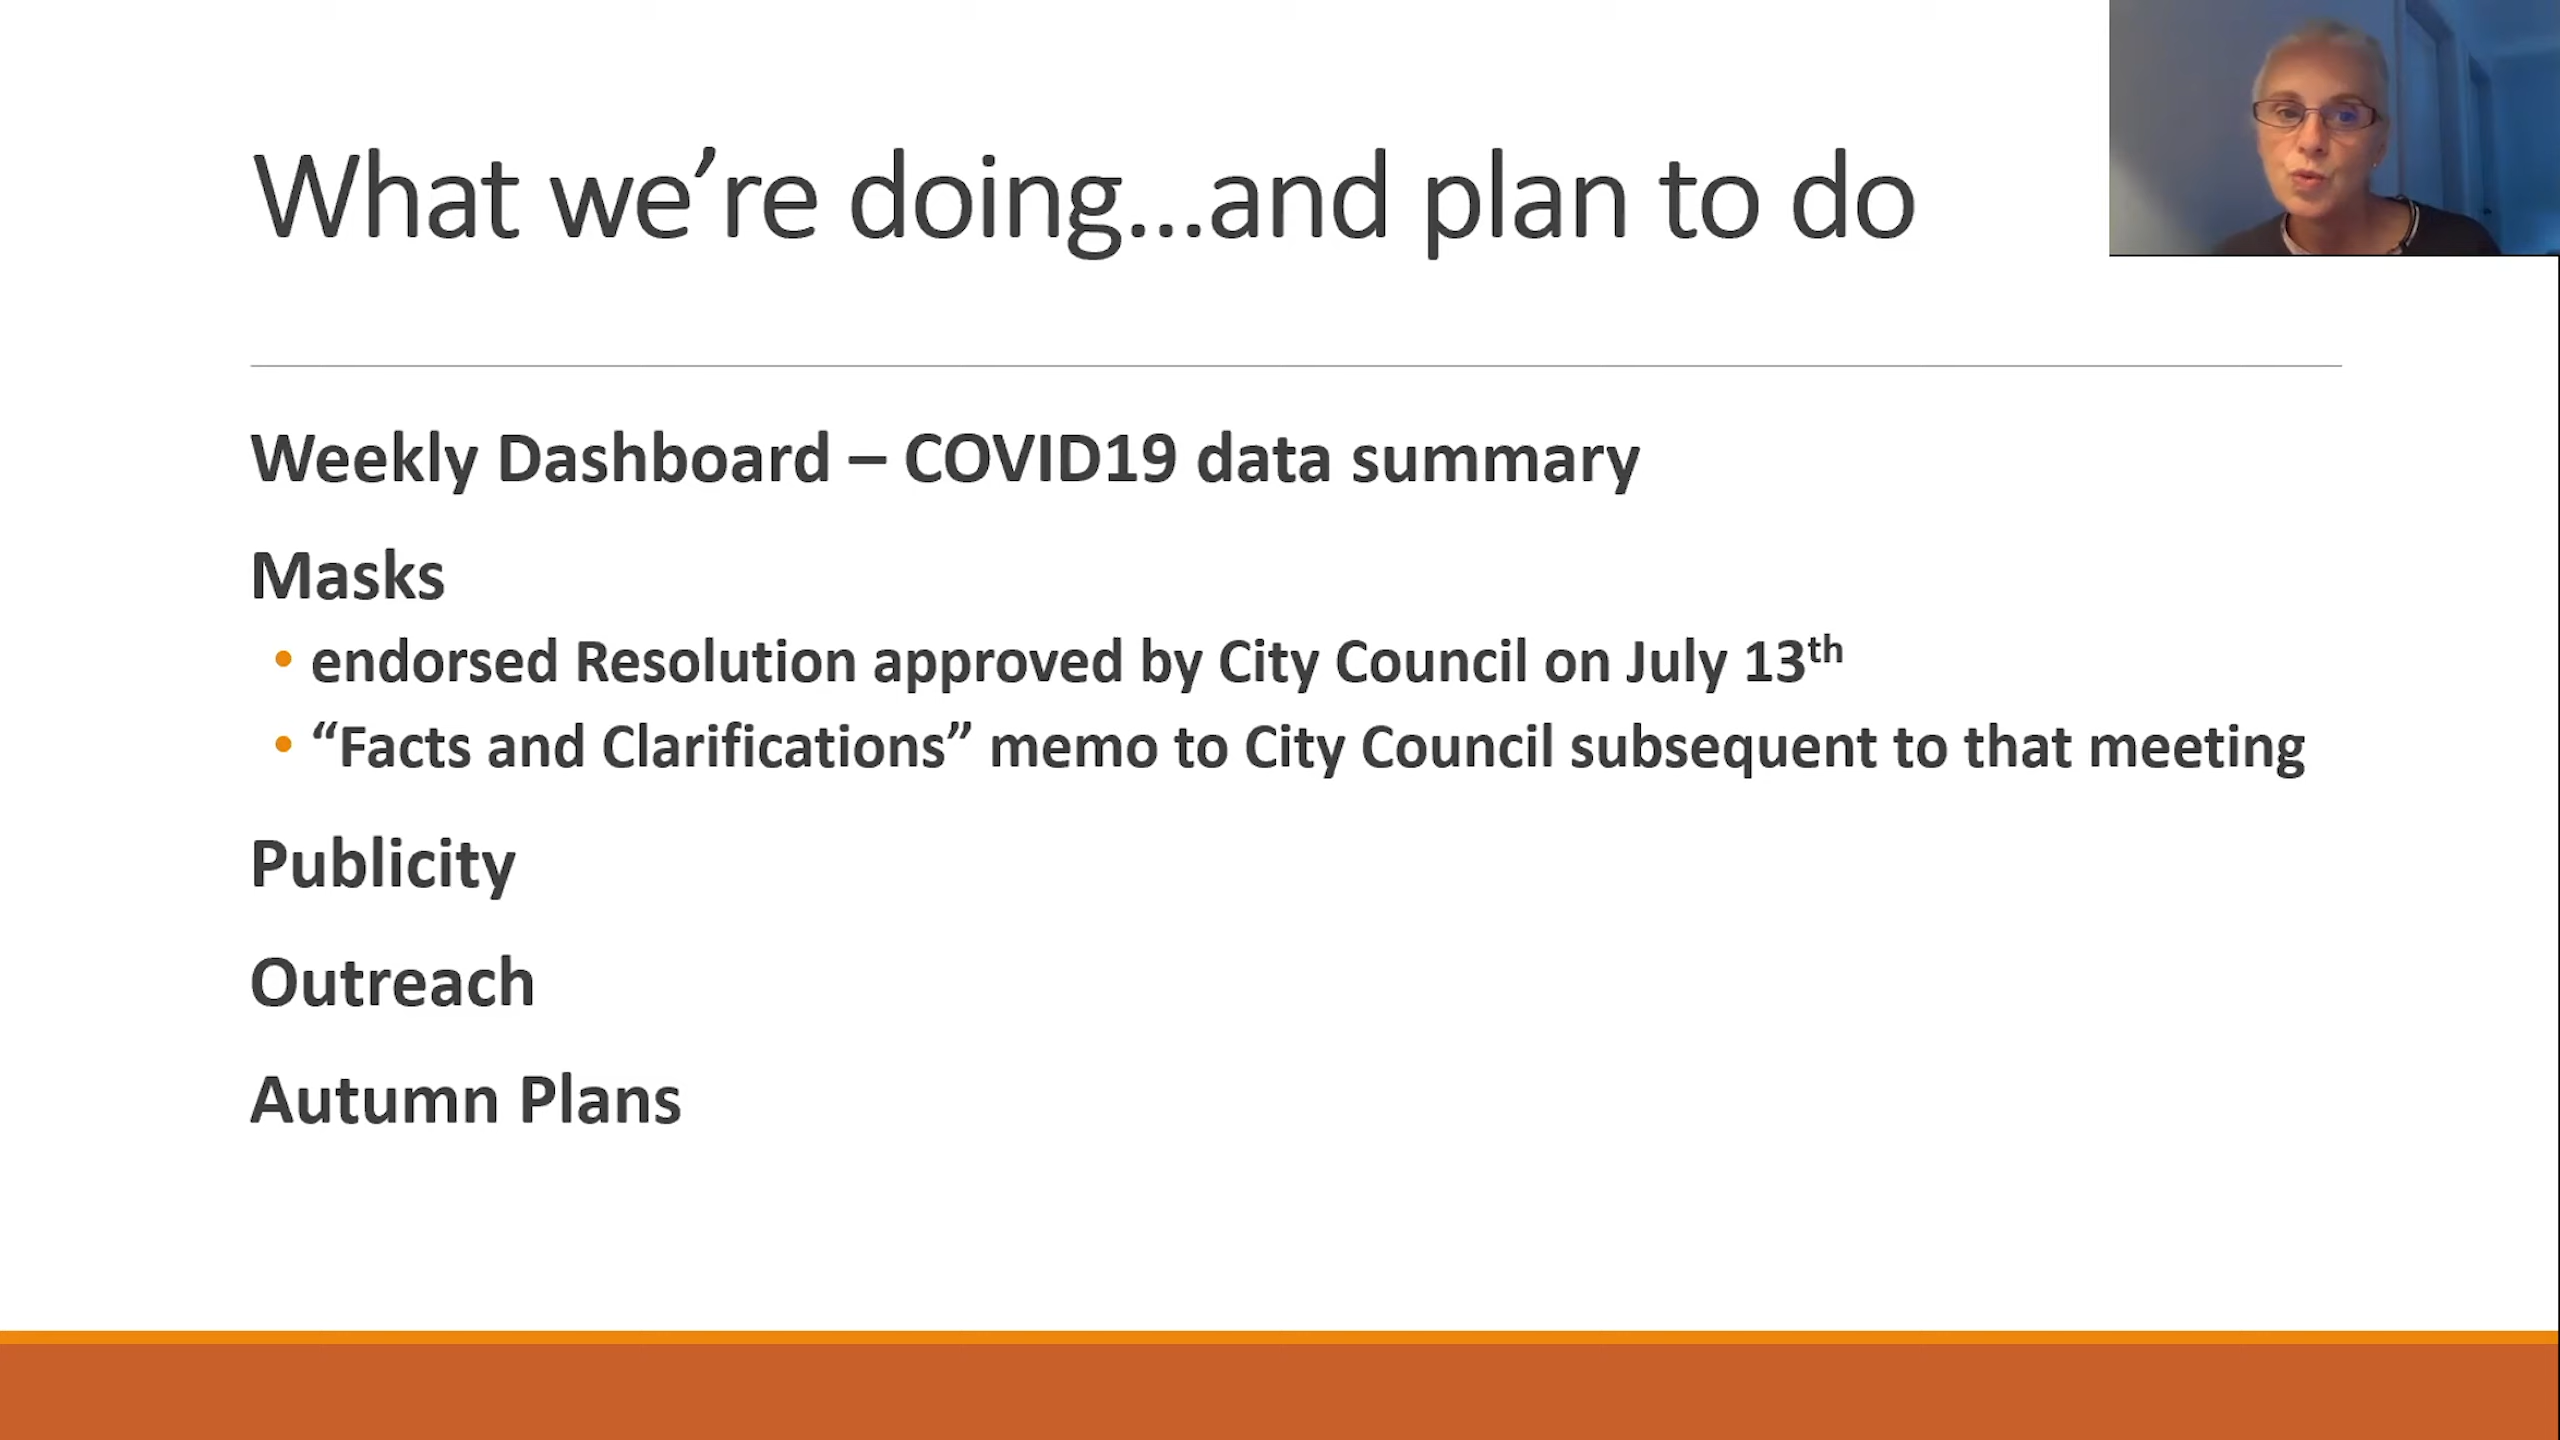 What we’re doing...and plan to do
Weekly Dashboard – COVID19 data summary
Masks
• endorsed Resolution approved by City Council on July 13th
• “Facts and Clarifications” memo to City Council subsequent to that meeting
Publicity
Outreach
Autumn Plans